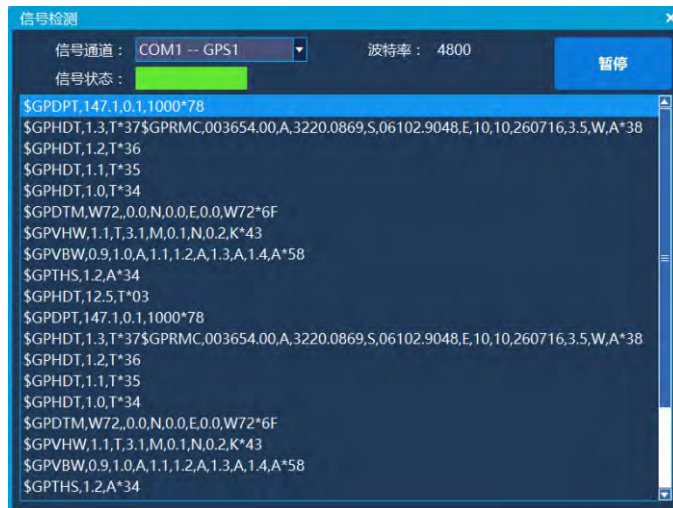 信号检测
信号通道： COM1 -- GPS1 波特率： 4800 暂停
信号状态：
$GPDPT,147.1,0.1,1000*78
$GPHDT,1.3,T*37$GPRMC,003654.00,A,3220.0869,S,06102.9048,E,10,10,260716,3.5,W,A*38
$GPHDT,1.2,T*36
$GPHDT,1.1,T*35
$GPHDT,1.0,T*34
$GPDTM,W72,,0.0,N,0.0,E,0.0,W72*6F
$GPVHW,1.1,T,3.1,M,0.1,N,0.2,K*43
$GPVBW,0.9,1.0,A,1.1,1.2,A,1.3,A,1.4,A*58
$GPTHS,1.2,A*34
$GPHDT,12.5,T*03
$GPDPT,147.1,0.1,1000*78
$GPHDT,1.3,T*37$GPRMC,003654.00,A,3220.0869,S,06102.9048,E,10,10,260716,3.5,W,A*38
$GPHDT,1.2,T*36
$GPHDT,1.1,T*35
$GPHDT,1.0,T*34
$GPDTM,W72,,0.0,N,0.0,E,0.0,W72*6F
$GPVHW,1.1,T,3.1,M,0.1,N,0.2,K*43
$GPVBW,0.9,1.0,A,1.1,1.2,A,1.3,A,1.4,A*58
$GPTHS,1.2,A*34